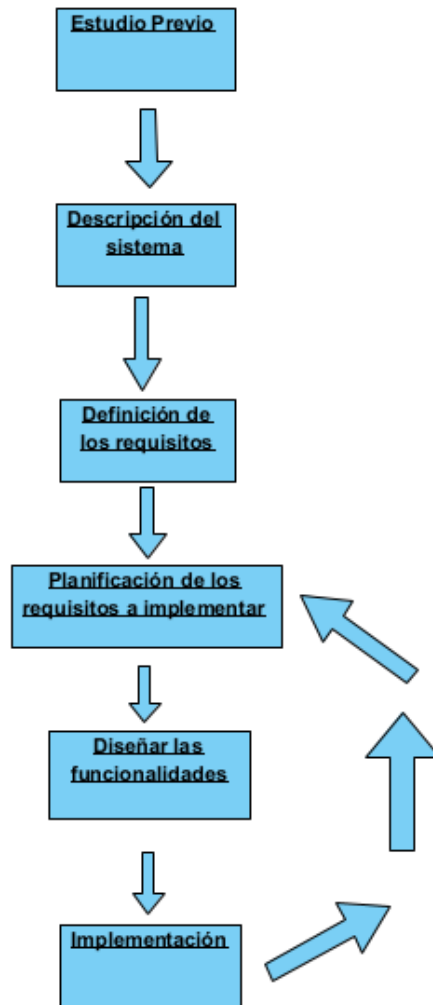 Estudio Previo
Descripción del
sistema
Definición de
los requisitos
Planificación de los
requisitos a implementar
Diseñar las
funcionalidades
Implementación